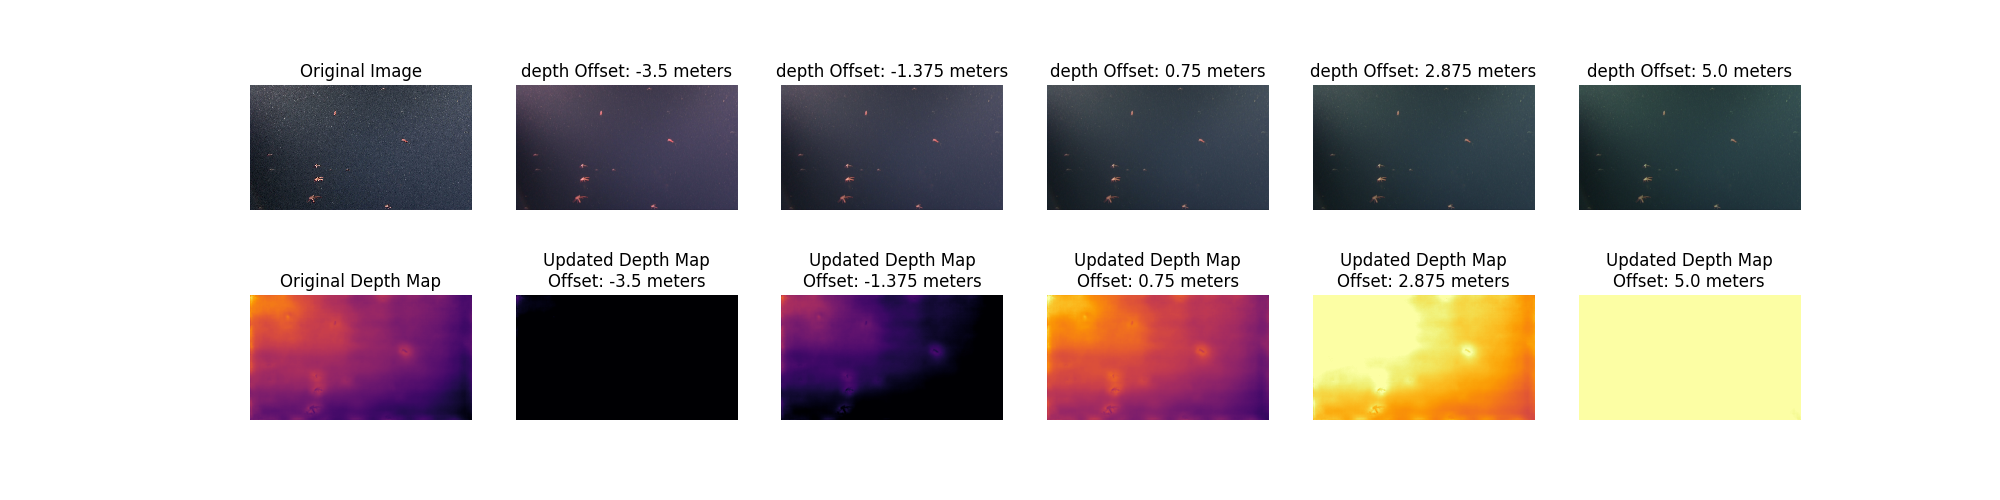 Original Image
depth Offset: -3.5 meters
depth Offset: -1.375 meters
depth Offset: 0.75 meters
depth Offset: 2.875 meters
depth Offset: 5.0 meters
Original Depth Map
Updated Depth Map
Offset: -3.5 meters
Updated Depth Map
Offset: -1.375 meters
Updated Depth Map
Offset: 0.75 meters
Updated Depth Map
Offset: 2.875 meters
Updated Depth Map
Offset: 5.0 meters